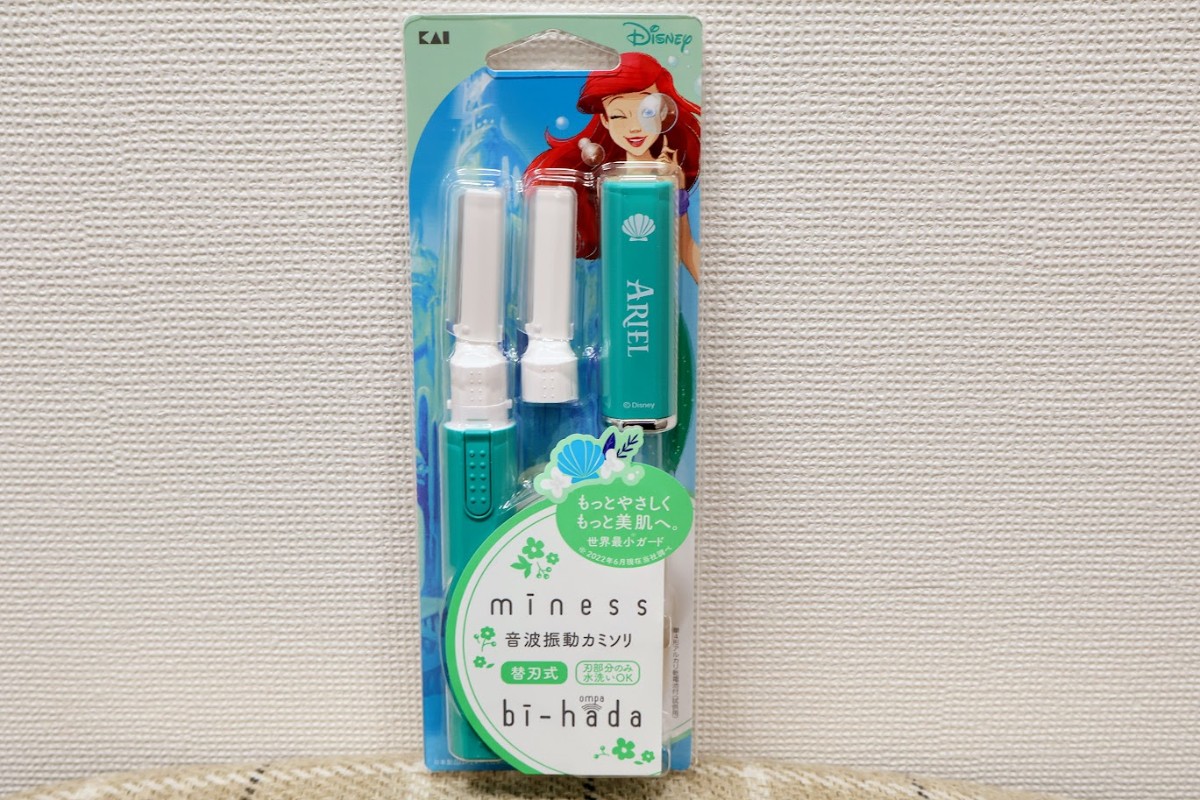 KAI
Disney
ARIEL
© Disney
もっとやさしく
もっと美肌へ。
世界最小ガード
※2022年6月現在当社調べ
mīness
音波振動カミソリ
替刃式
刃部分のみ
水洗いOK
ompa
bī-hada